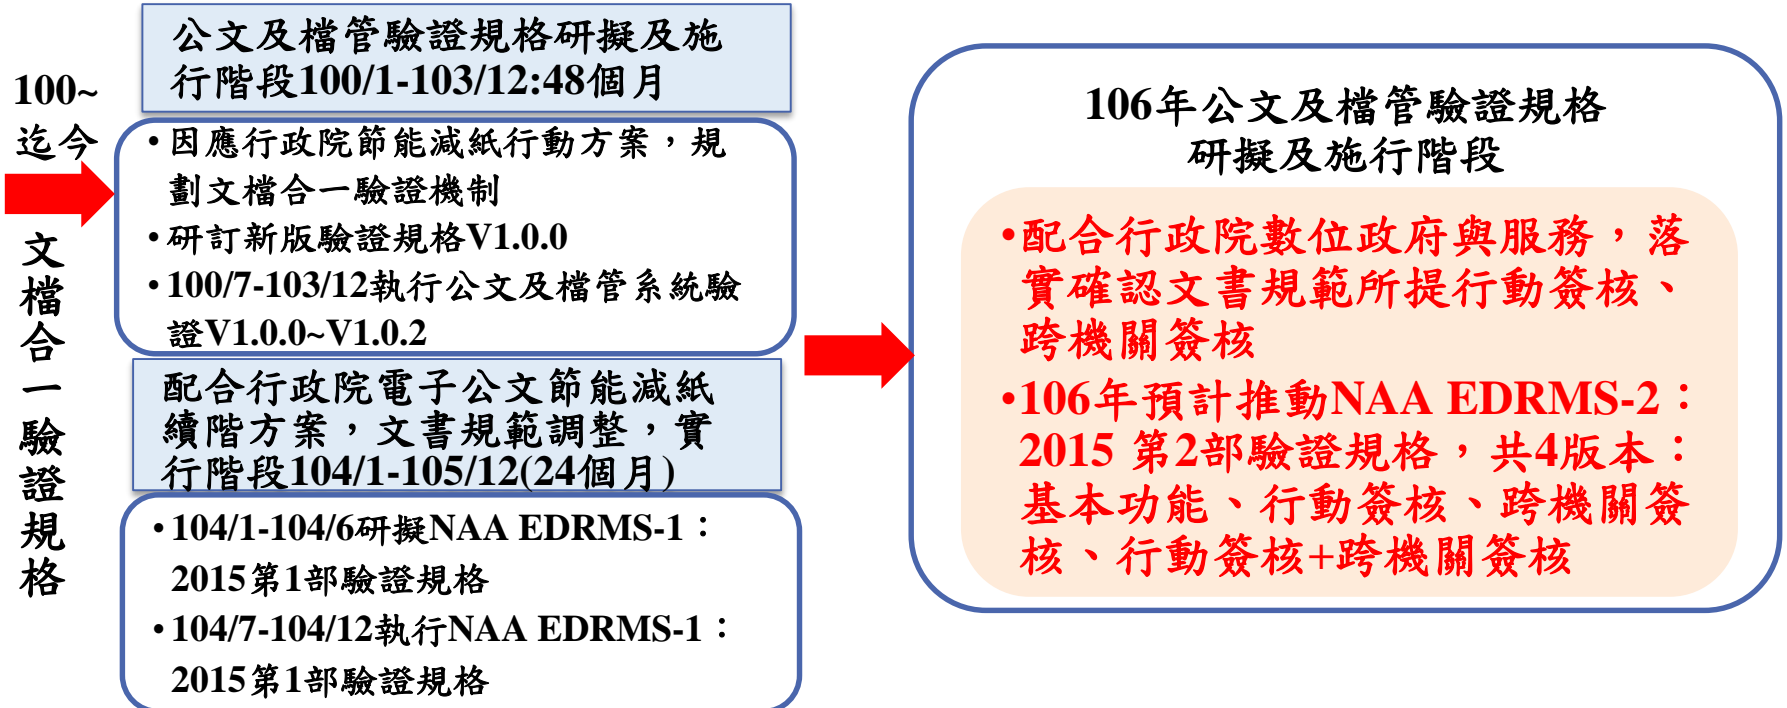 100~
迄今
文檔合一驗證規格
公文及檔管驗證規格研擬及施
行階段100/1-103/12:48個月
•因應行政院節能減紙行動方案，規
劃文檔合一驗證機制
•研訂新版驗證規格V1.0.0
•100/7-103/12執行公文及檔管系統驗
證V1.0.0~V1.0.2
配合行政院電子公文節能減紙
續階方案，文書規範調整，實
行階段104/1-105/12(24個月)
•104/1-104/6研擬NAA EDRMS-1：
2015第1部驗證規格
•104/7-104/12執行NAA EDRMS-1：
2015第1部驗證規格
106年公文及檔管驗證規格
研擬及施行階段
•配合行政院數位政府與服務，落
實確認文書規範所提行動簽核、
跨機關簽核
•106年預計推動NAA EDRMS-2：
2015 第2部驗證規格，共4版本：
基本功能、行動簽核、跨機關簽
核、行動簽核+跨機關簽核